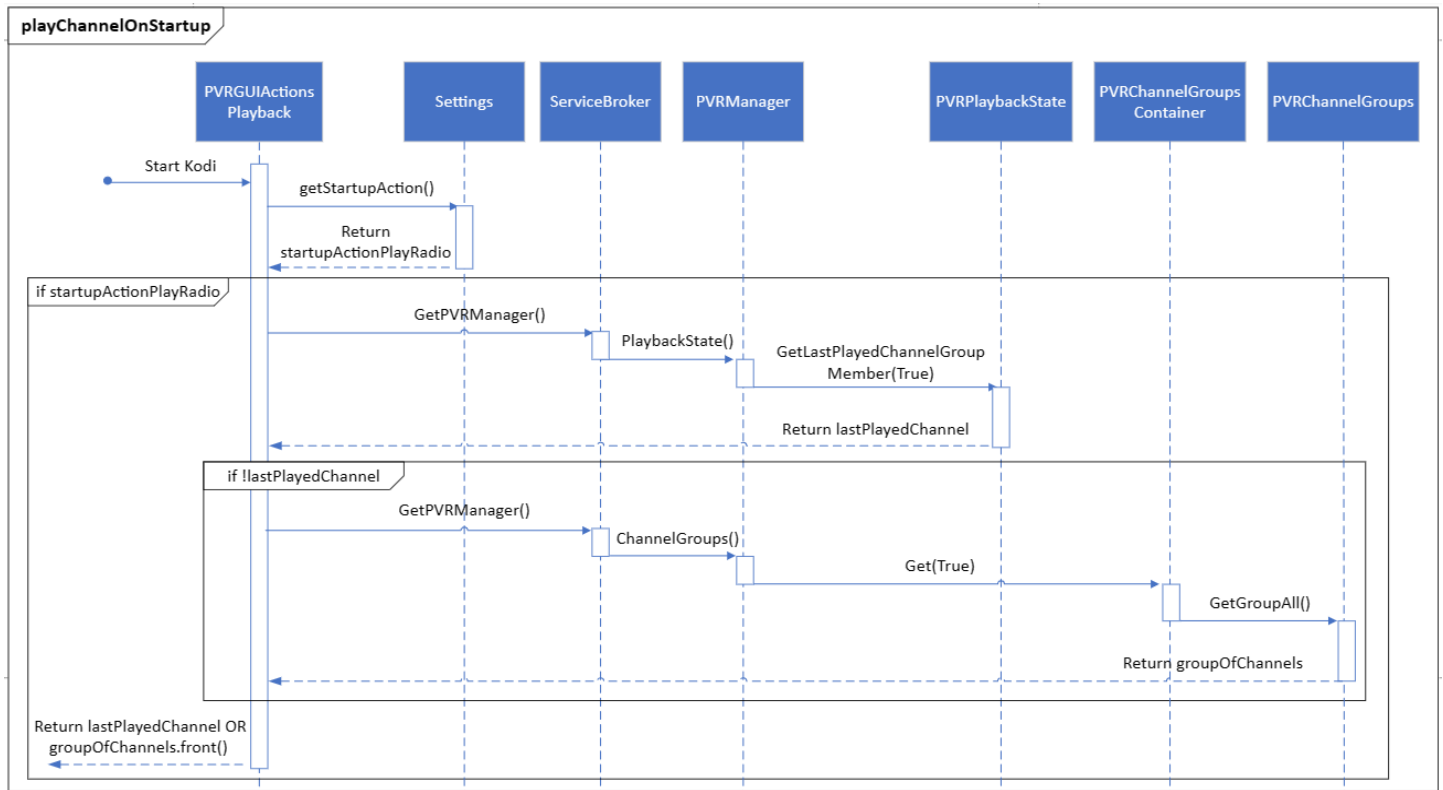 playChannelOnStartup
PVRGUIActions
Playback
Settings
ServiceBroker
PVRManager
PVRPlaybackState
PVRChannelGroups
Container
PVRChannelGroups
Start Kodi
getStartupAction()
Return
startupActionPlayRadio
if startupActionPlayRadio
GetPVRManager()
PlaybackState()
GetLastPlayedChannelGroup
Member(True)
Return lastPlayedChannel
if !lastPlayedChannel
GetPVRManager()
ChannelGroups()
Get(True)
GetGroupAll()
Return groupOfChannels
Return lastPlayedChannel OR
groupOfChannels.front()